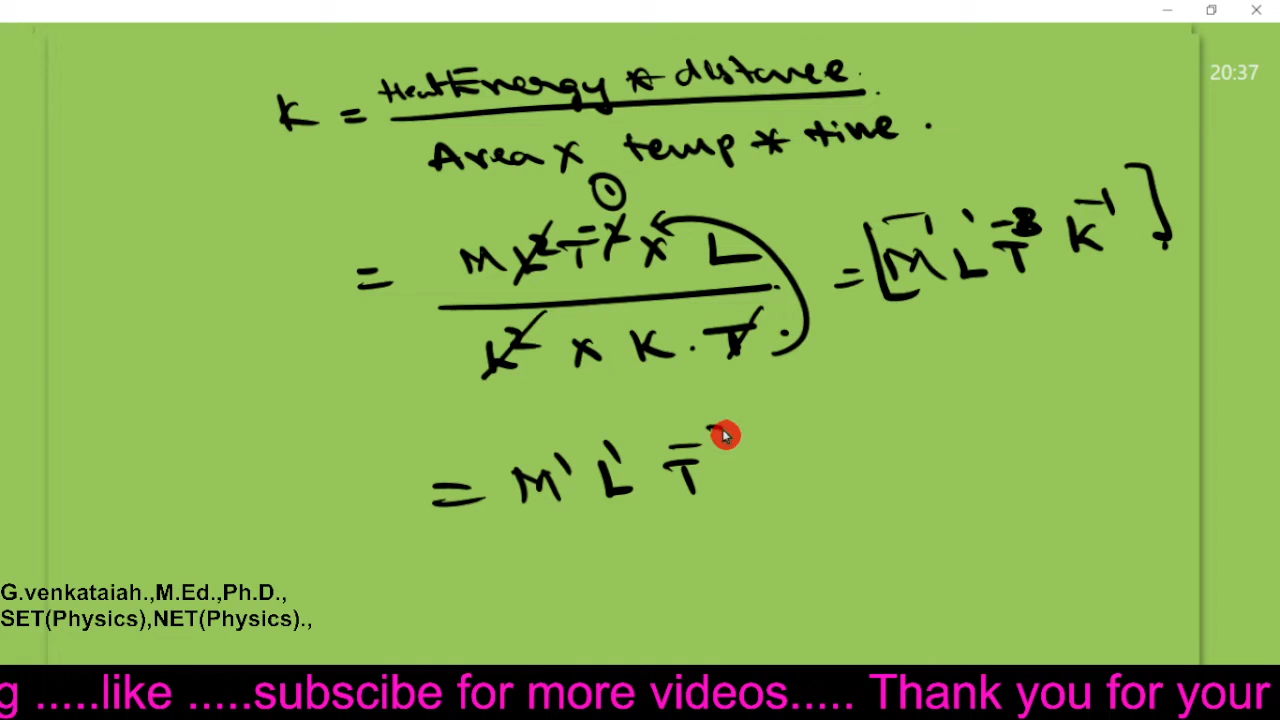 20:37
K = Heat Energy * distance
Area x temp * time.
①
= M L² T⁻² x L = [M¹ L¹ T⁻³ K⁻¹]
L² x K . T
= M¹ L¹ T⁻
G.venkataiah.,M.Ed.,Ph.D.,
SET(Physics),NET(Physics).,
g .....like .....subscibe for more videos..... Thank you for your